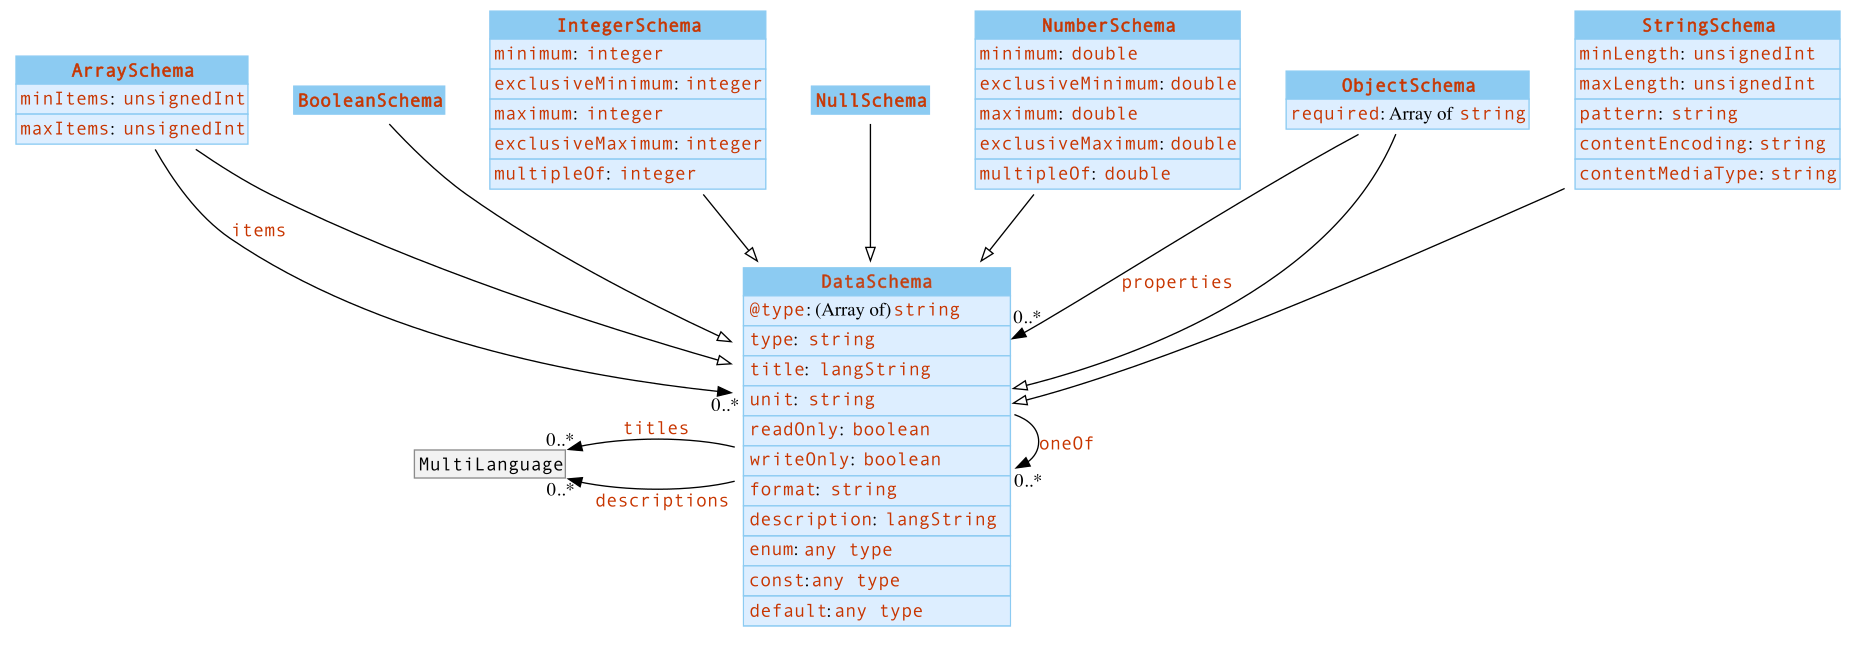 ArraySchema
minItems: unsignedInt
maxItems: unsignedInt
BooleanSchema
IntegerSchema
minimum: integer
exclusiveMinimum: integer
maximum: integer
exclusiveMaximum: integer
multipleOf: integer
NullSchema
NumberSchema
minimum: double
exclusiveMinimum: double
maximum: double
exclusiveMaximum: double
multipleOf: double
ObjectSchema
required: Array of string
StringSchema
minLength: unsignedInt
maxLength: unsignedInt
pattern: string
contentEncoding: string
contentMediaType: string
items
properties
0..*
0..*
DataSchema
@type: (Array of) string
type: string
title: langString
unit: string
readOnly: boolean
writeOnly: boolean
format: string
description: langString
enum: any type
const:any type
default:any type
titles
0..*
MultiLanguage
0..*
descriptions
oneOf
0..*